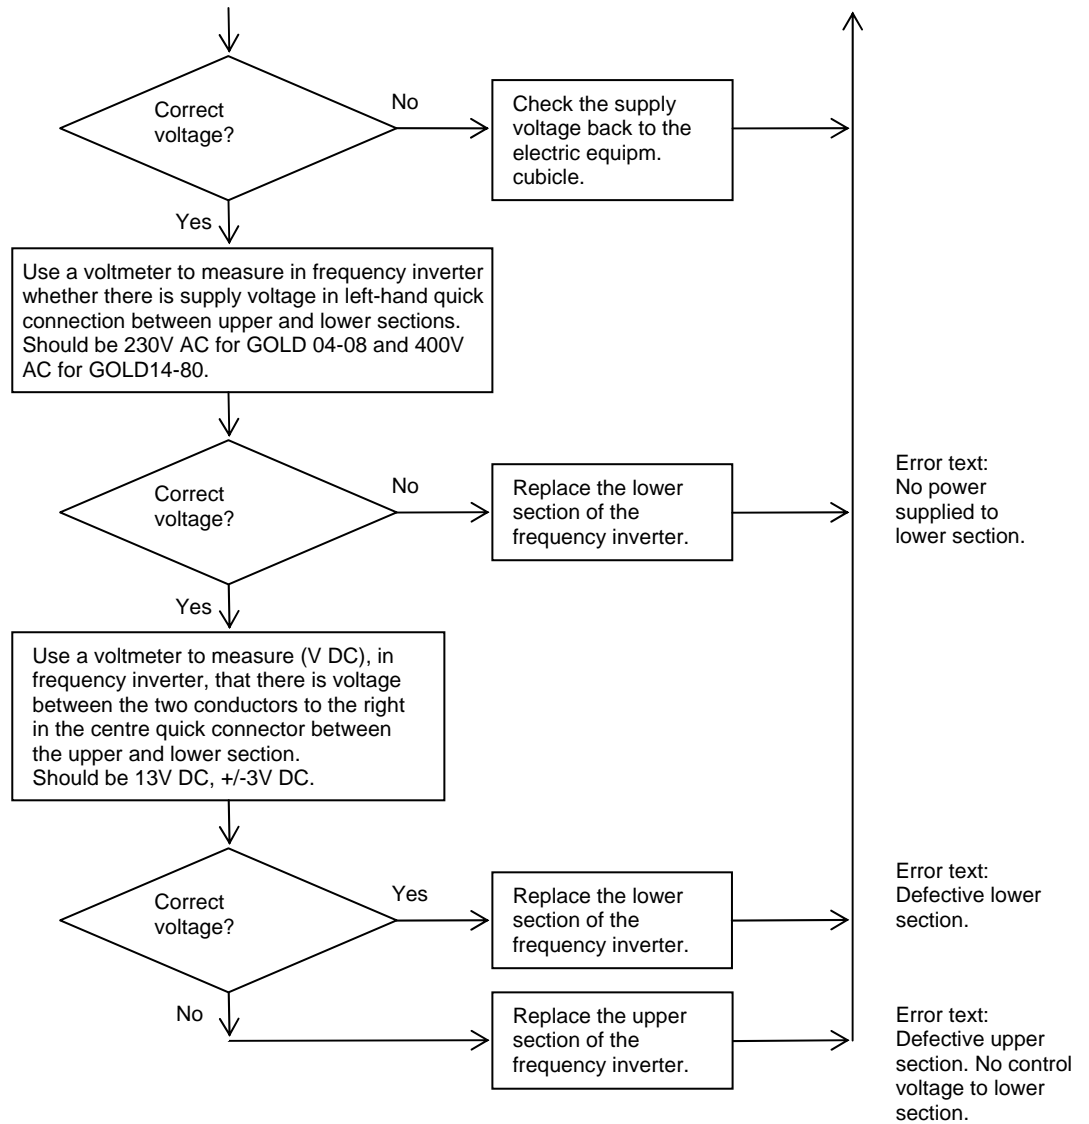 Correct
voltage?
No
Check the supply
voltage back to the
electric equipm.
cubicle.
Yes
Use a voltmeter to measure in frequency inverter
whether there is supply voltage in left-hand quick
connection between upper and lower sections.
Should be 230V AC for GOLD 04-08 and 400V
AC for GOLD14-80.
Correct
voltage?
No
Replace the lower
section of the
frequency inverter.
Error text:
No power
supplied to
lower section.
Yes
Use a voltmeter to measure (V DC), in
frequency inverter, that there is voltage
between the two conductors to the right
in the centre quick connector between
the upper and lower section.
Should be 13V DC, +/-3V DC.
Correct
voltage?
Yes
Replace the lower
section of the
frequency inverter.
Error text:
Defective lower
section.
No
Replace the upper
section of the
frequency inverter.
Error text:
Defective upper
section. No control
voltage to lower
section.